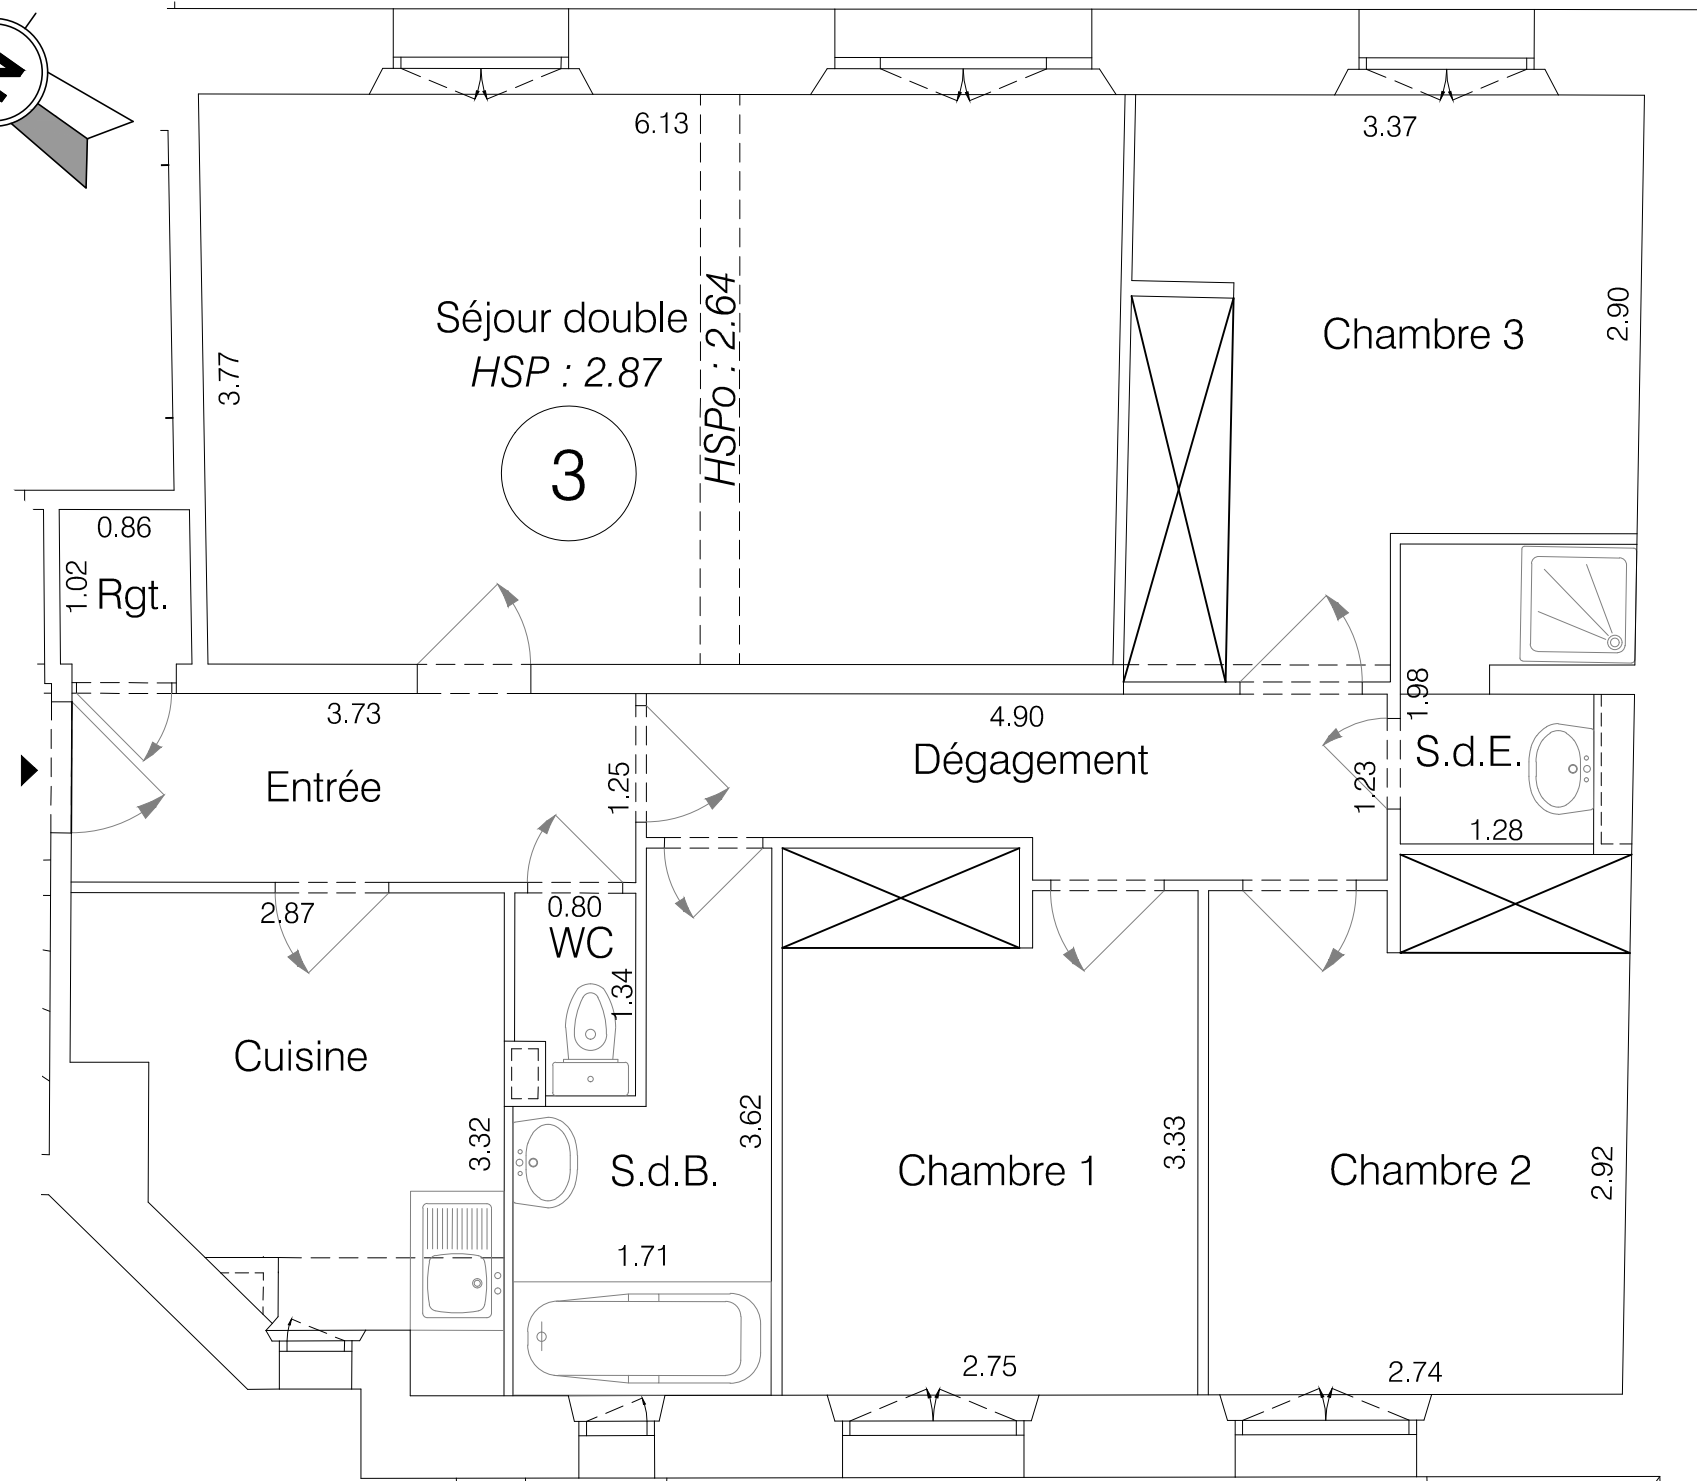 N
6.13
3.37
Séjour double
HSP : 2.87
HSPo : 2.64
3.77
3
Chambre 3
2.90
0.86
1.02
Rgt.
3.73
4.90
Dégagement
Entrée
1.25
1.23
1.98
S.d.E.
1.28
2.87
0.80
WC
1.34
Cuisine
3.32
3.62
S.d.B.
1.71
Chambre 1
3.33
2.75
Chambre 2
2.92
2.74